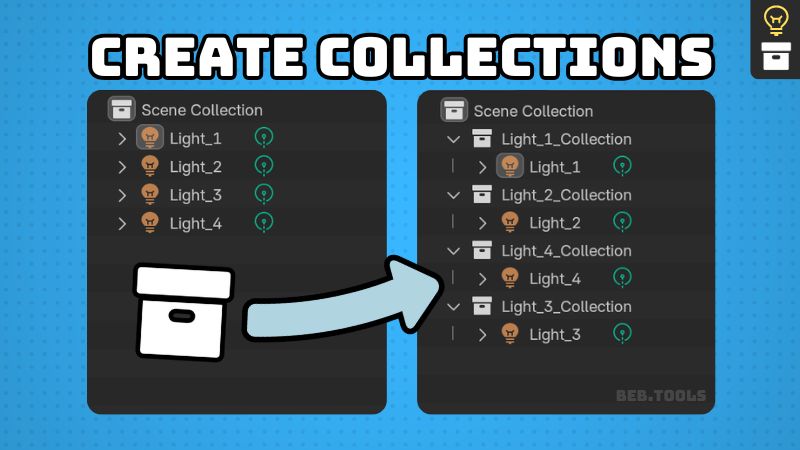 CREATE COLLECTIONS
Scene Collection
Light_1
Light_2
Light_3
Light_4
Scene Collection
Light_1_Collection
Light_1
Light_2_Collection
Light_2
Light_4_Collection
Light_4
Light_3_Collection
Light_3
BEB.TOOLS